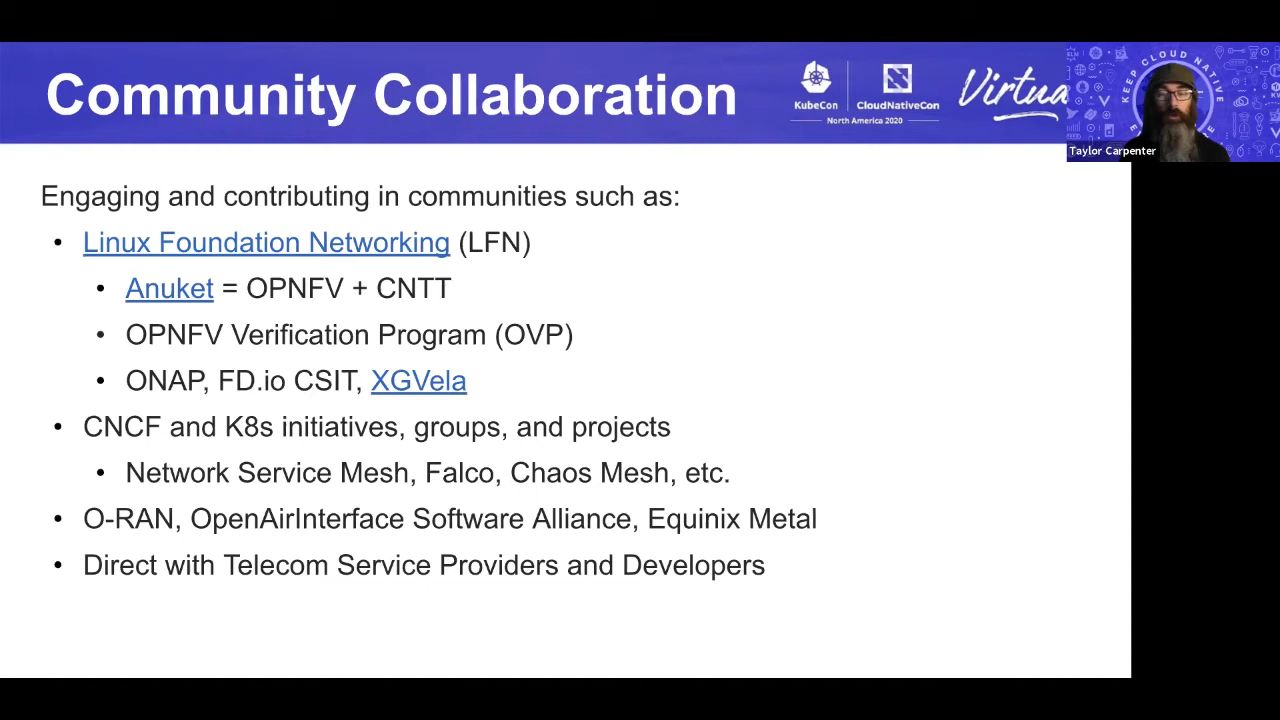 Community Collaboration
KubeCon
CloudNativeCon
North America 2020
Virtua
KEEP CLOUD NATIVE
Taylor Carpenter
Engaging and contributing in communities such as:
• Linux Foundation Networking (LFN)
• Anuket = OPNFV + CNTT
• OPNFV Verification Program (OVP)
• ONAP, FD.io CSIT, XGVela
• CNCF and K8s initiatives, groups, and projects
• Network Service Mesh, Falco, Chaos Mesh, etc.
• O-RAN, OpenAirInterface Software Alliance, Equinix Metal
• Direct with Telecom Service Providers and Developers